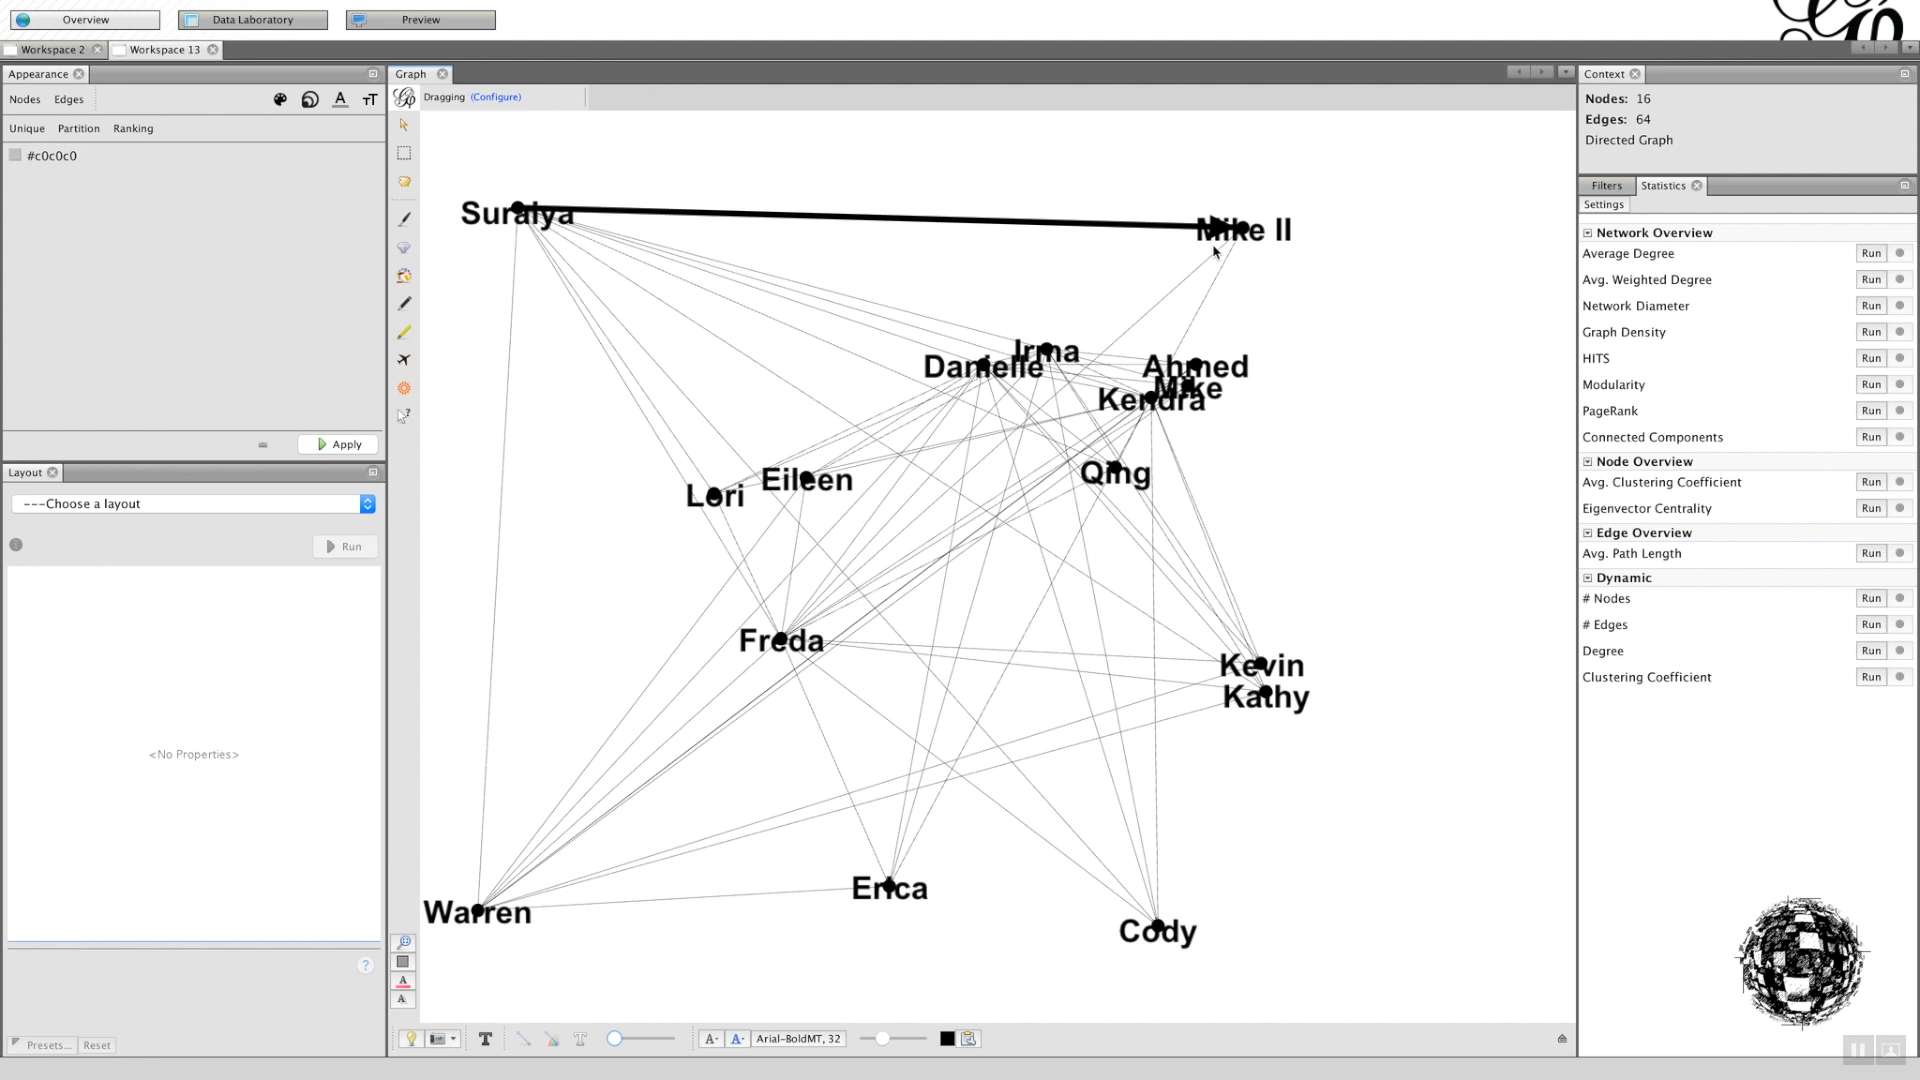 Overview
Data Laboratory
Preview
Workspace 2
Workspace 13
Appearance
Nodes
Edges
A
тT
Unique
Partition
Ranking
#c0c0c0
Apply
Layout
---Choose a layout
Run
<No Properties>
?
Presets...
Reset
Graph
Dragging (Configure)
Suraiya
Mike II
Irma
Danielle
Ahmed
Mike
Kendra
Qing
Eileen
Lori
Freda
Kevin
Kathy
Erica
Warren
Cody
T
T
A
A
Arial-BoldMT, 32
Context
Nodes: 16
Edges: 64
Directed Graph
Filters
Statistics
Settings
Network Overview
Average Degree Run
Avg. Weighted Degree Run
Network Diameter Run
Graph Density Run
HITS Run
Modularity Run
PageRank Run
Connected Components Run
Node Overview
Avg. Clustering Coefficient Run
Eigenvector Centrality Run
Edge Overview
Avg. Path Length Run
Dynamic
# Nodes Run
# Edges Run
Degree Run
Clustering Coefficient Run